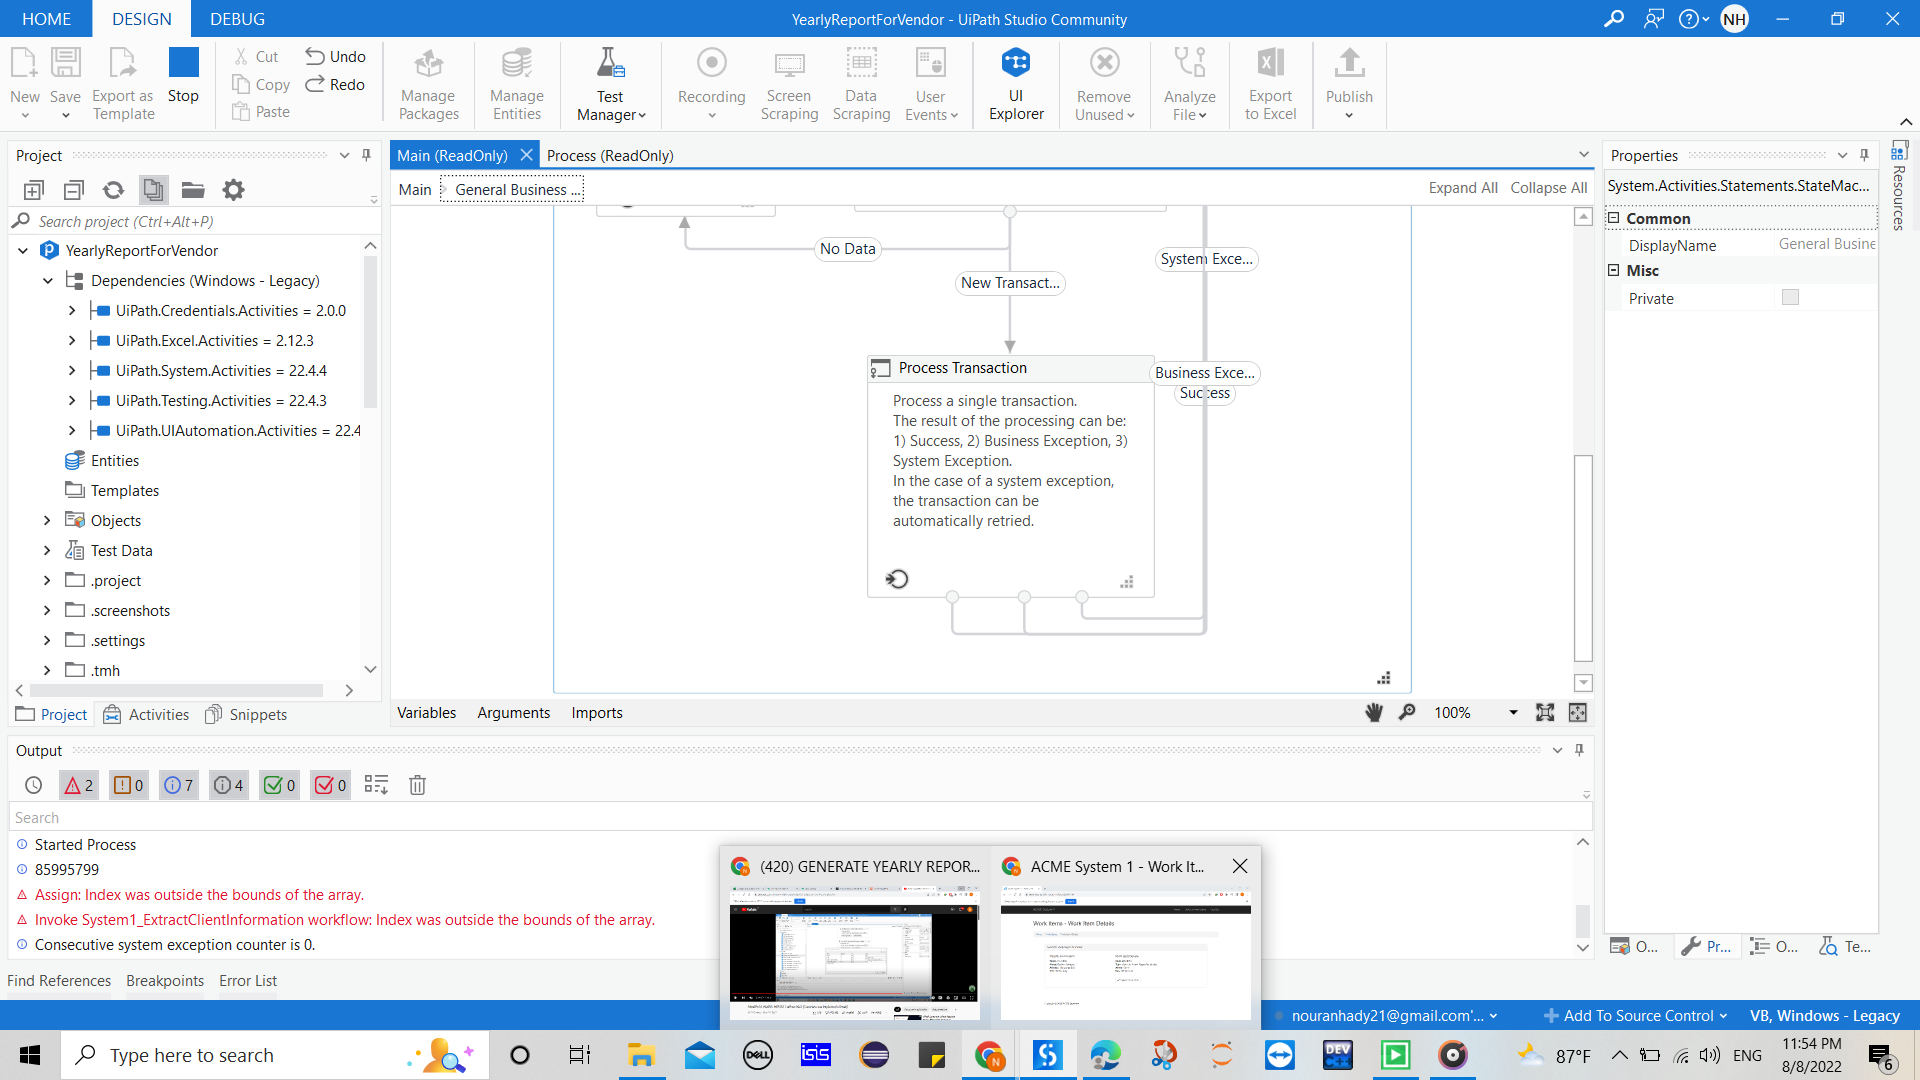 HOME
DESIGN
DEBUG
YearlyReportForVendor - UiPath Studio Community
NH
New
Save
Export as
Template
Stop
Cut
Copy
Paste
Undo
Redo
Manage
Packages
Manage
Entities
Test
Manager
Recording
Screen
Scraping
Data
Scraping
User
Events
UI
Explorer
Remove
Unused
Analyze
File
Export
to Excel
Publish
Project
Search project (Ctrl+Alt+P)
YearlyReportForVendor
Dependencies (Windows - Legacy)
UiPath.Credentials.Activities = 2.0.0
UiPath.Excel.Activities = 2.12.3
UiPath.System.Activities = 22.4.4
UiPath.Testing.Activities = 22.4.3
UiPath.UIAutomation.Activities = 22.4
Entities
Templates
Objects
Test Data
.project
.screenshots
.settings
.tmh
Project
Activities
Snippets
Main (ReadOnly)
Process (ReadOnly)
Main
General Business ...
Expand All
Collapse All
No Data
New Transact...
System Exce...
Business Exce...
Success
Process Transaction
Process a single transaction.
The result of the processing can be:
1) Success, 2) Business Exception, 3)
System Exception.
In the case of a system exception,
the transaction can be
automatically retried.
Variables
Arguments
Imports
100%
Properties
System.Activities.Statements.StateMac...
Common
DisplayName
General Busine
Misc
Private
Resources
O...
Pr...
O...
Te...
Output
2
0
7
4
0
0
Search
Started Process
85995799
Assign: Index was outside the bounds of the array.
Invoke System1_ExtractClientInformation workflow: Index was outside the bounds of the array.
Consecutive system exception counter is 0.
Find References
Breakpoints
Error List
(420) GENERATE YEARLY REPOR...
ACME System 1 - Work It...
Work Items - Work Item Details
nouranhady21@gmail.com'...
Add To Source Control
VB, Windows - Legacy
Type here to search
DELL
isis
DEV
87°F
ENG
11:54 PM
8/8/2022
6